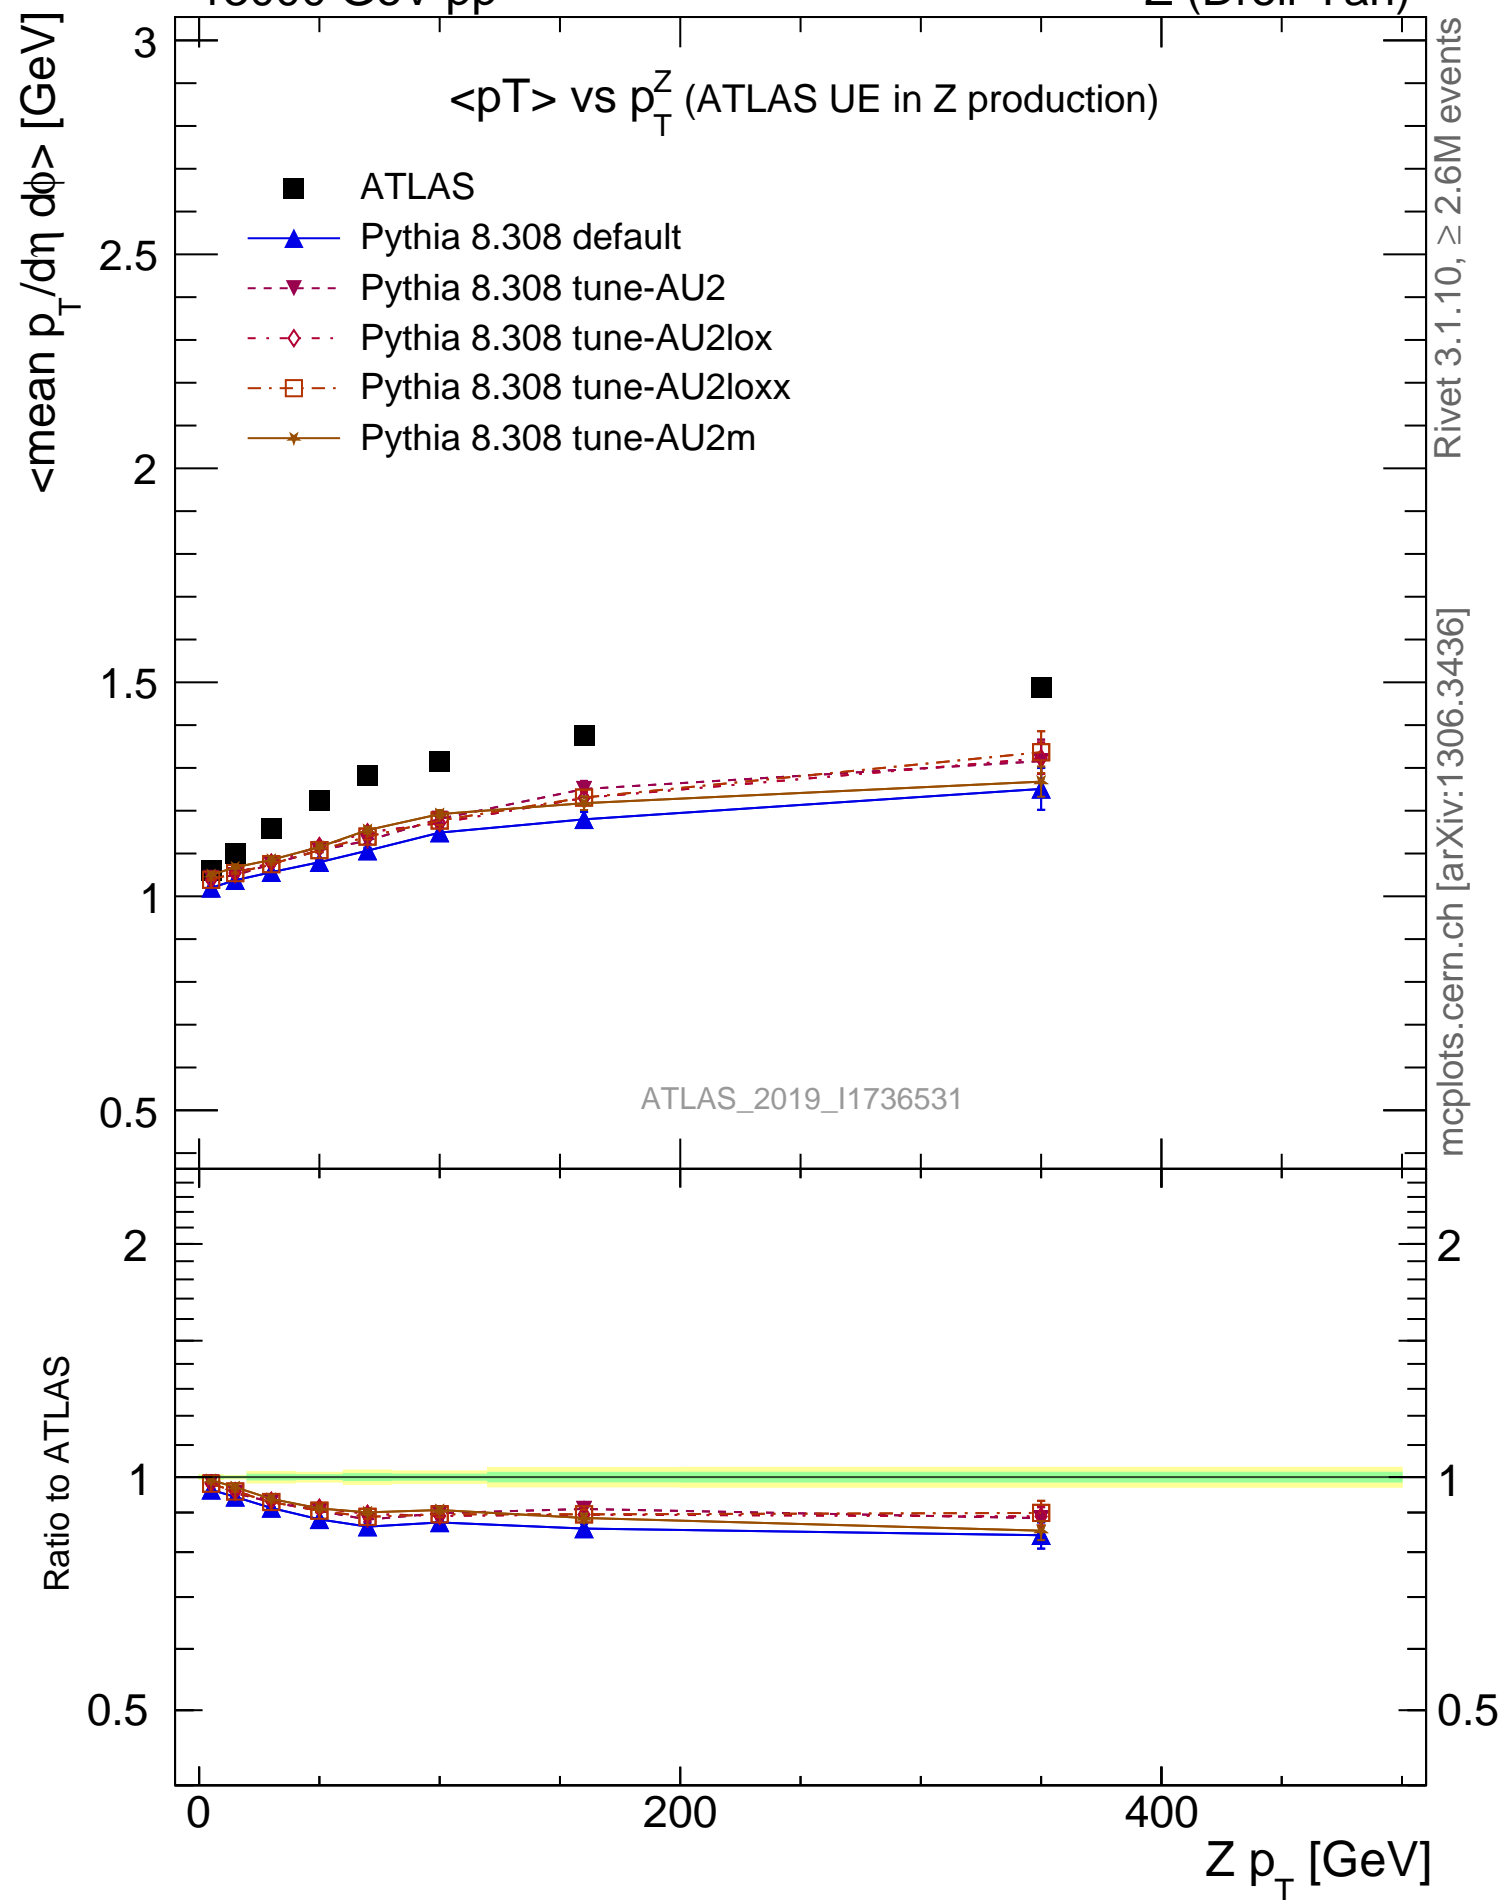 <pT> vs p_T^Z (ATLAS UE in Z production)
ATLAS
Pythia 8.308 default
Pythia 8.308 tune-AU2
Pythia 8.308 tune-AU2lox
Pythia 8.308 tune-AU2loxx
Pythia 8.308 tune-AU2m
<mean p_T/dη dϕ> [GeV]
3
2.5
2
1.5
1
0.5
ATLAS_2019_I1736531
Rivet 3.1.10, ≥ 2.6M events
mcplots.cern.ch [arXiv:1306.3436]
Ratio to ATLAS
2
1
0.5
2
1
0.5
0
200
400
Z p_T [GeV]